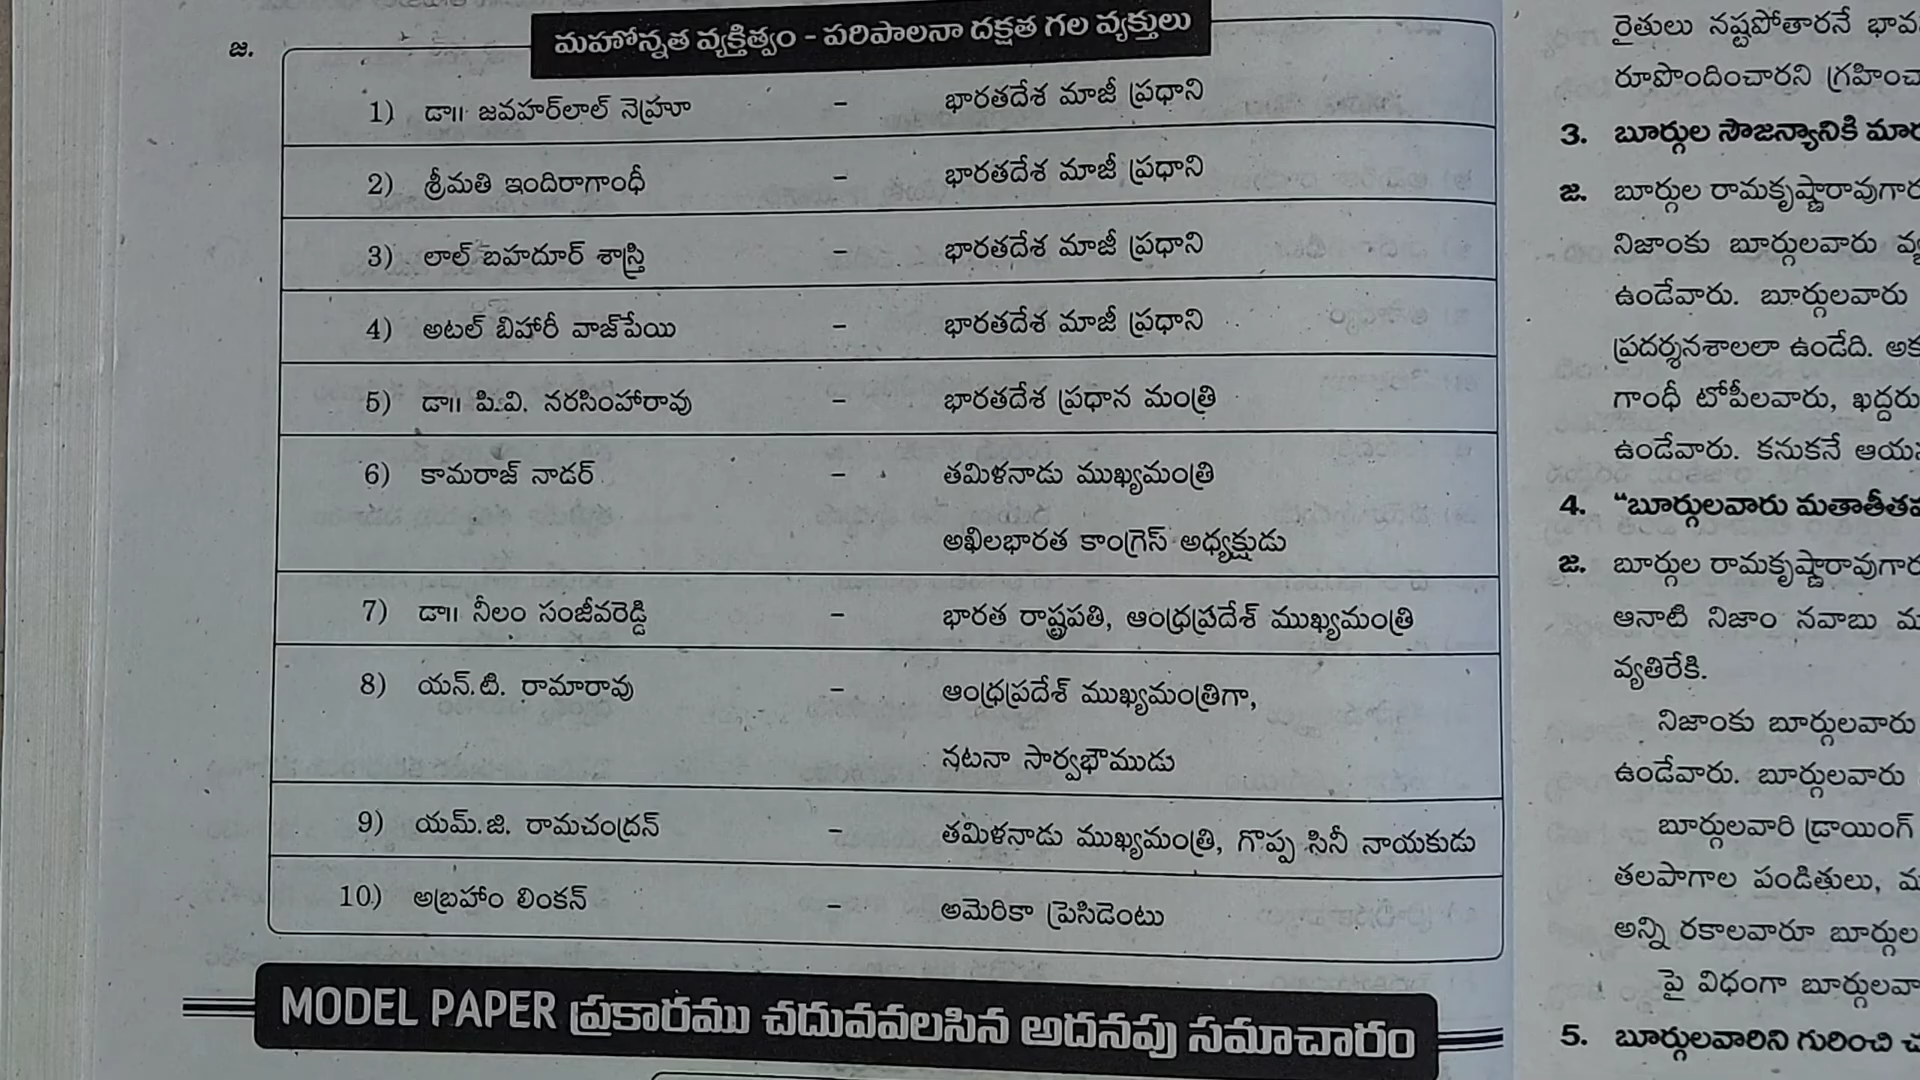 మహోన్నత వ్యక్తిత్వం - పరిపాలనా దక్షత గల వ్యక్తులు
జ.
1) డా॥ జవహర్‌లాల్ నెహ్రూ - భారతదేశ మాజీ ప్రధాని
2) శ్రీమతి ఇందిరాగాంధీ - భారతదేశ మాజీ ప్రధాని
3) లాల్ బహదూర్ శాస్త్రి - భారతదేశ మాజీ ప్రధాని
4) అటల్ బిహారీ వాజ్‌పేయి - భారతదేశ మాజీ ప్రధాని
5) డా॥ పి.వి. నరసింహారావు - భారతదేశ ప్రధాన మంత్రి
6) కామరాజ్ నాడర్ - తమిళనాడు ముఖ్యమంత్రి
అఖిలభారత కాంగ్రెస్ అధ్యక్షుడు
7) డా॥ నీలం సంజీవరెడ్డి - భారత రాష్ట్రపతి, ఆంధ్రప్రదేశ్ ముఖ్యమంత్రి
8) యన్.టి. రామారావు - ఆంధ్రప్రదేశ్ ముఖ్యమంత్రిగా,
నటనా సార్వభౌముడు
9) యమ్.జి. రామచంద్రన్ - తమిళనాడు ముఖ్యమంత్రి, గొప్ప సినీ నాయకుడు
10) అబ్రహాం లింకన్ - అమెరికా ప్రెసిడెంటు
MODEL PAPER ప్రకారము చదువవలసిన అదనపు సమాచారం
రైతులు నష్టపోతారనే
రూపొందించారని
3. బూర్గుల సౌజన్యానికి
జ. బూర్గుల రామకృష్ణారావుగార
నిజాంకు బూర్గులవారు
ఉండేవారు. బూర్గులవారు
ప్రదర్శనశాలలా ఉండేది.
గాంధీ టోపీలవారు, ఖద్దరు
ఉండేవారు. కనుకనే
4. “బూర్గులవారు
జ. బూర్గుల రామకృష్ణారావుగార
ఆనాటి నిజాం నవాబు
వ్యతిరేకి.
నిజాంకు బూర్గులవారు
ఉండేవారు. బూర్గులవారు
బూర్గులవారి డ్రాయింగ్
తలపాగాల పండితులు,
అన్ని రకాలవారూ బూర్గుల
పై విధంగా
5. బూర్గులవారిని గురించి